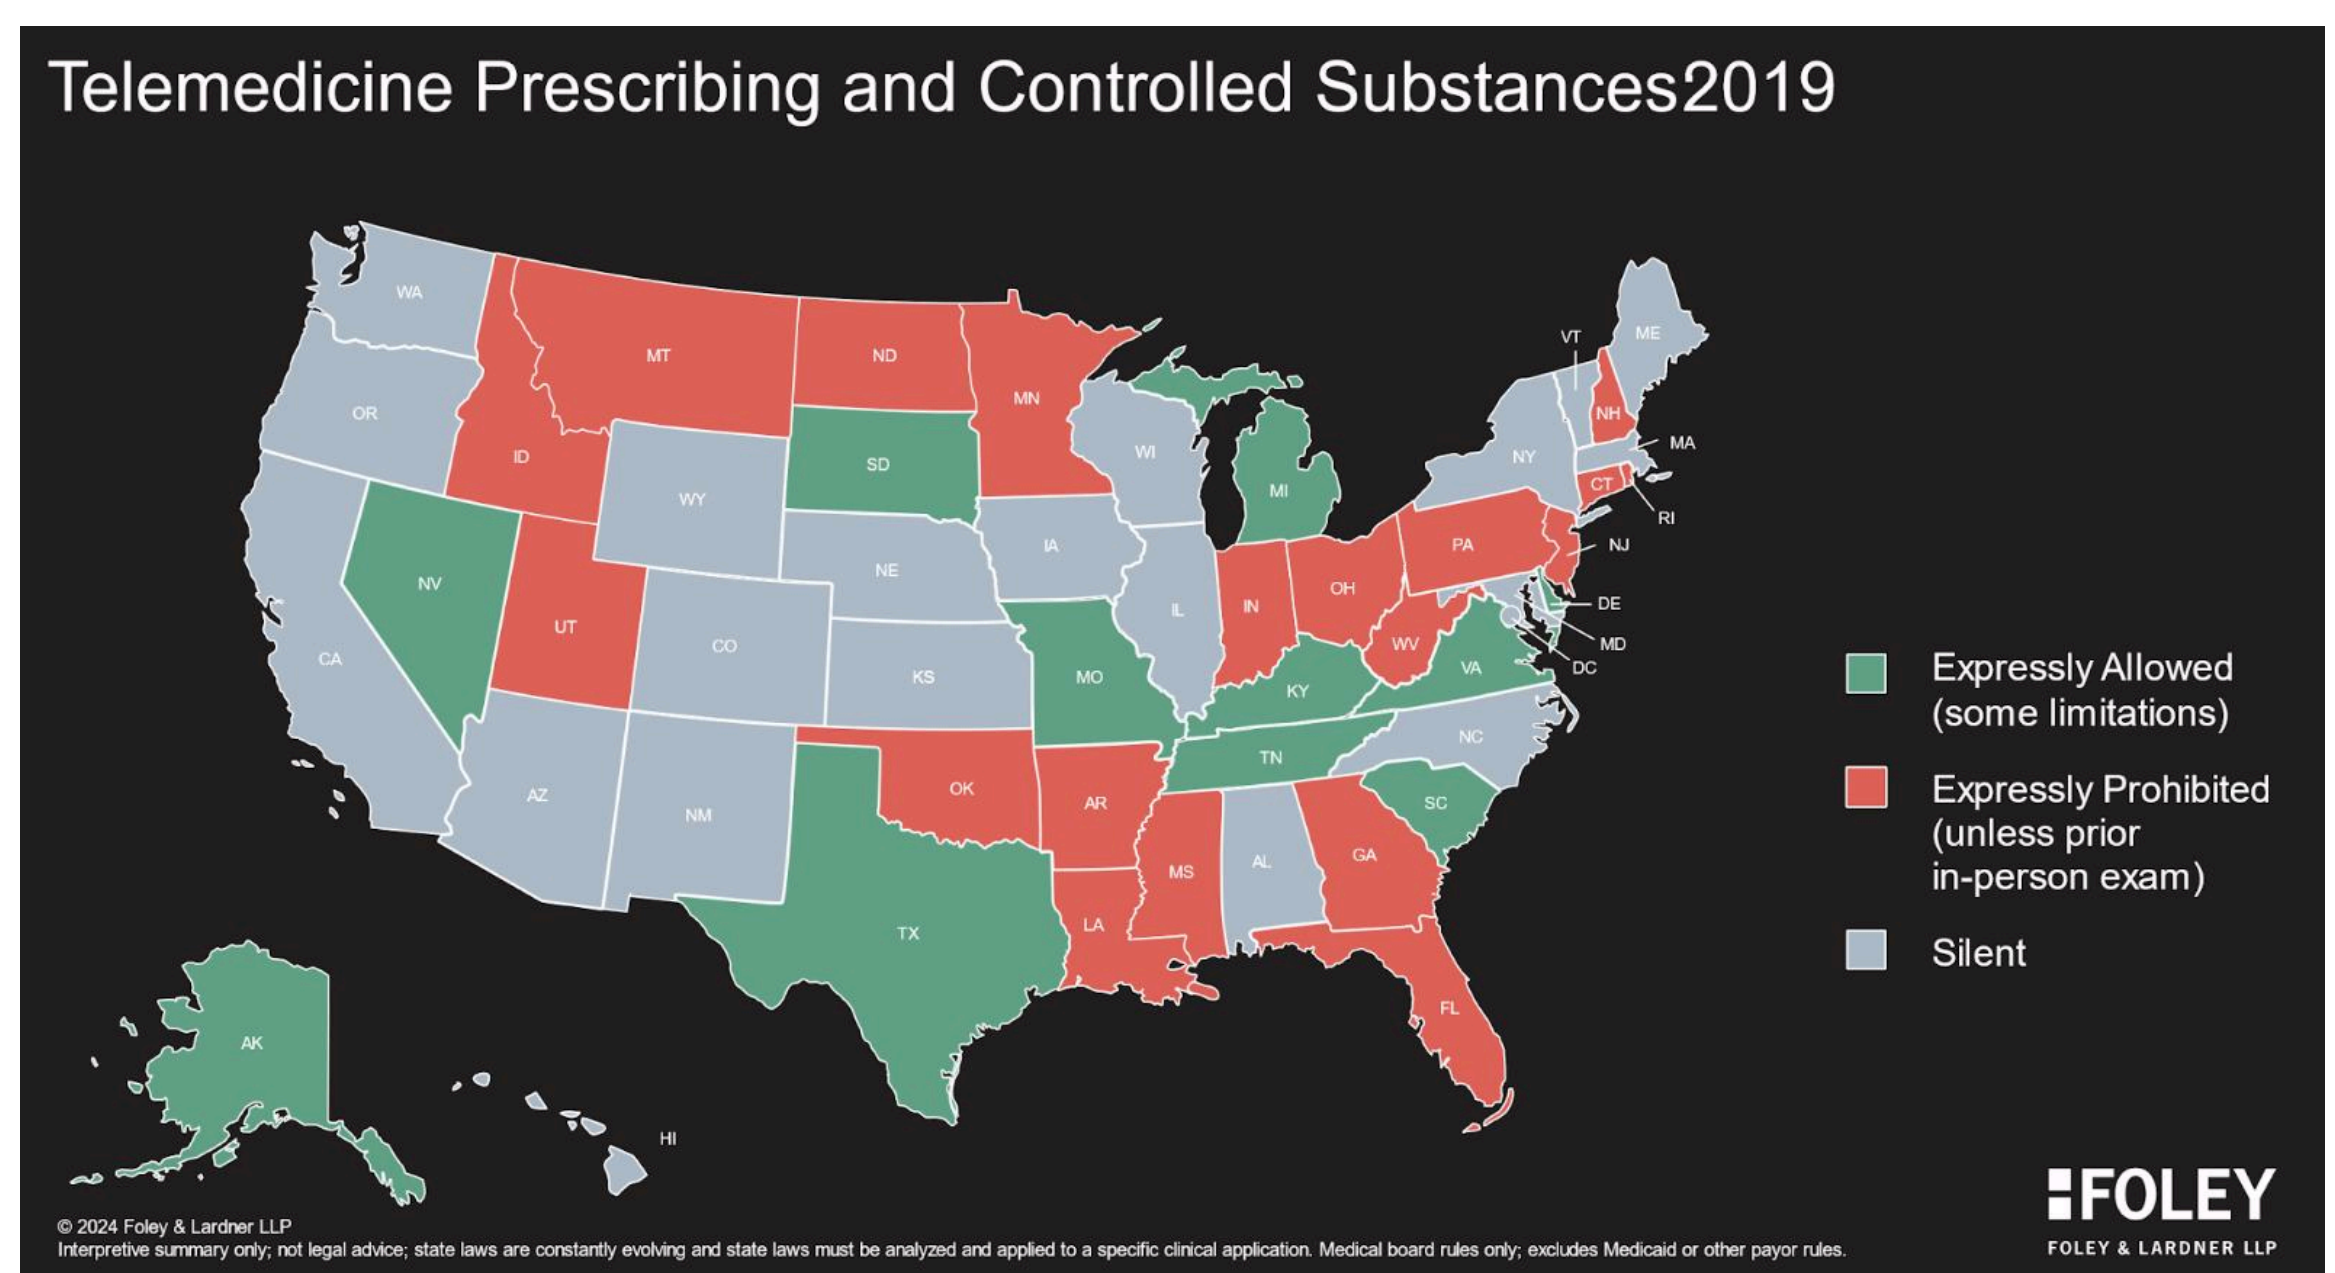 Telemedicine Prescribing and Controlled Substances2019
WA
MT
ND
MN
VT
ME
OR
ID
SD
WI
MI
NY
NH
MA
CT
RI
WY
IA
NE
PA
NJ
NV
UT
CO
IL
IN
OH
DE
WV
MD
DC
CA
KS
MO
KY
VA
AZ
NM
OK
AR
TN
NC
SC
MS
AL
GA
LA
TX
FL
AK
HI
Expressly Allowed
(some limitations)
Expressly Prohibited
(unless prior
in-person exam)
Silent
© 2024 Foley & Lardner LLP
Interpretive summary only; not legal advice; state laws are constantly evolving and state laws must be analyzed and applied to a specific clinical application. Medical board rules only; excludes Medicaid or other payor rules.
FOLEY
FOLEY & LARDNER LLP